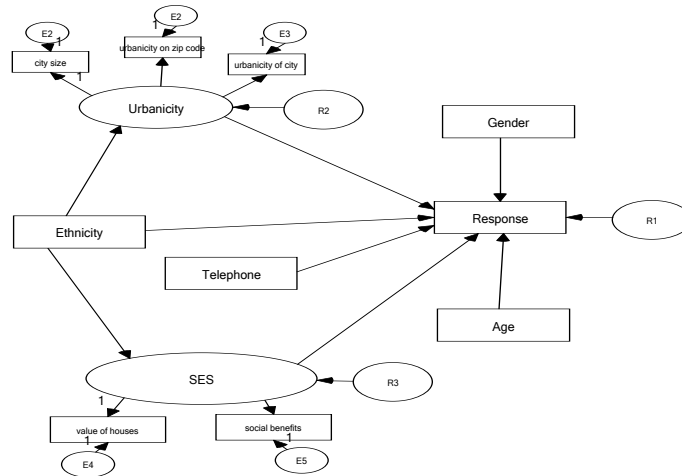 E2
E2
E3
1
1
1
city size
urbanicity on zip code
urbanicity of city
1
Urbanicity
R2
Gender
Ethnicity
Response
R1
Telephone
Age
SES
R3
1
value of houses
social benefits
1
1
E4
E5